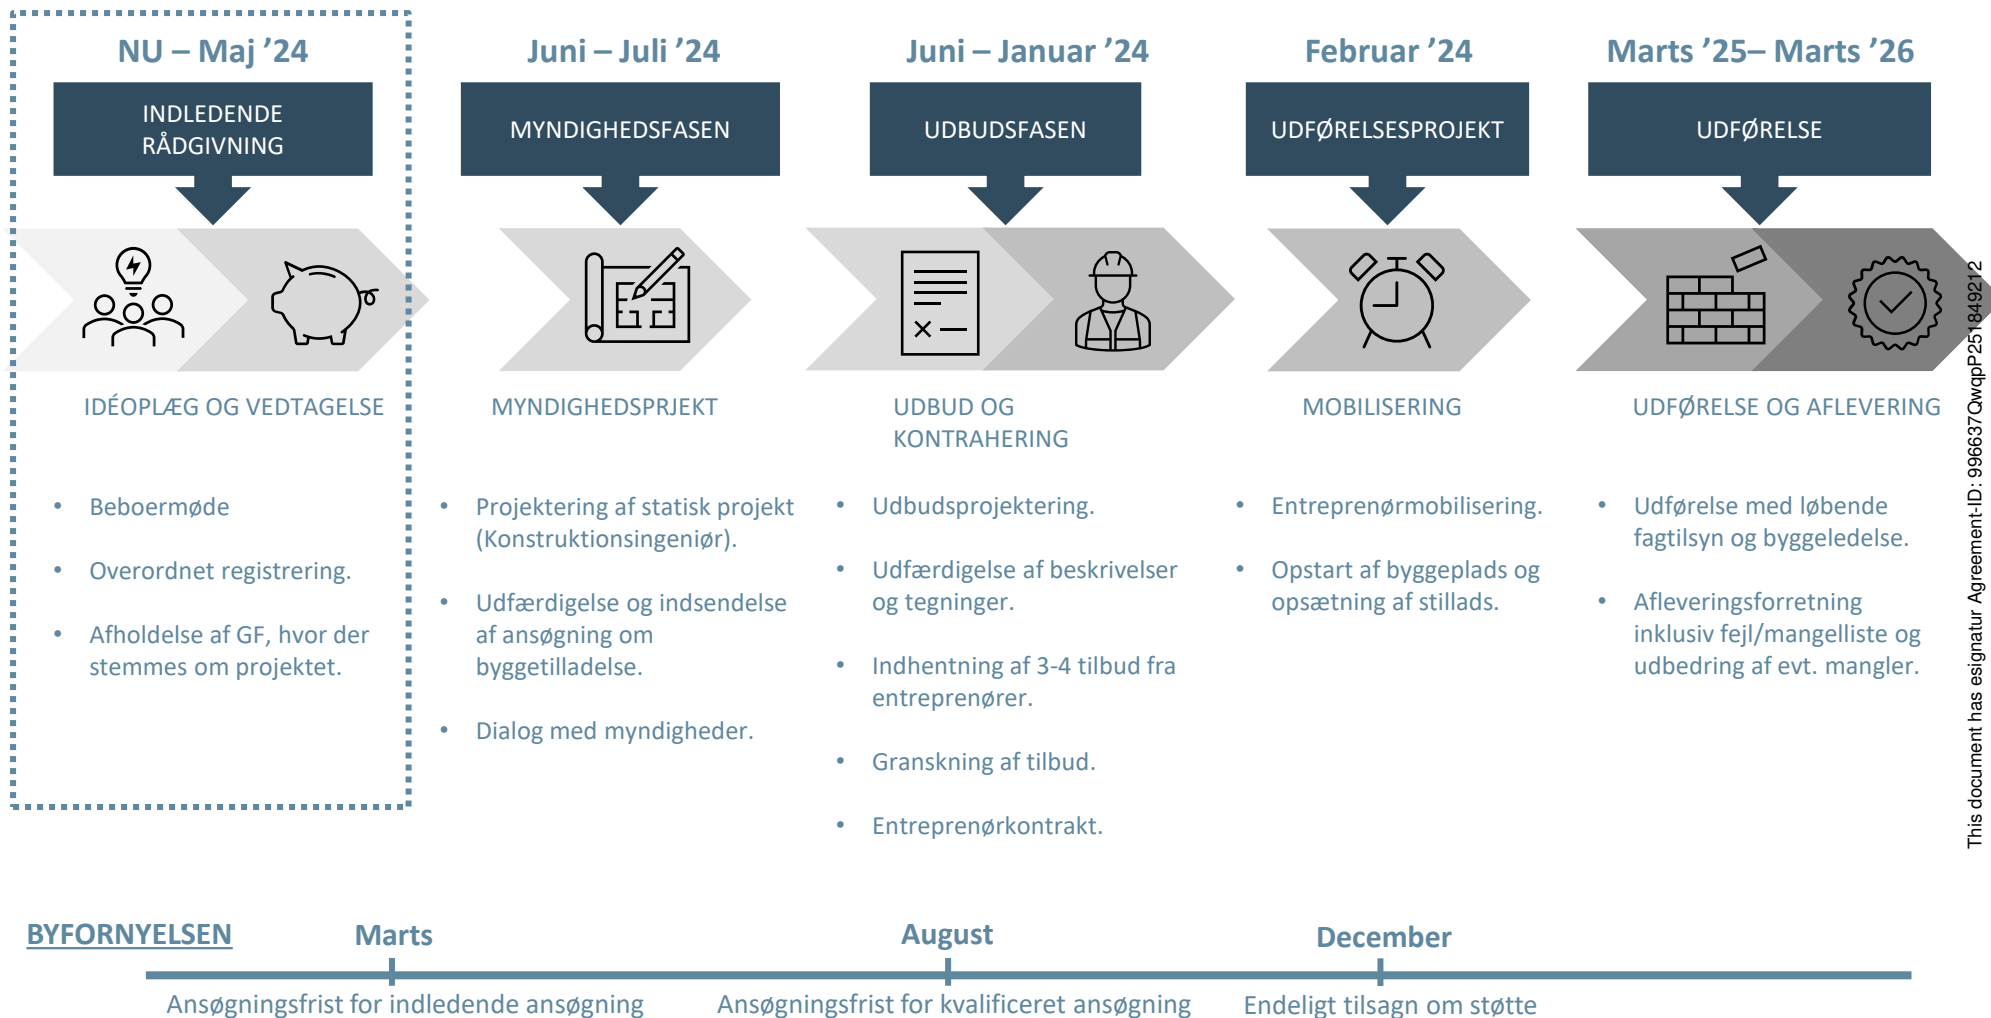 NU – Maj ’24
INDLEDENDE
RÅDGIVNING
IDÉOPLÆG OG VEDTAGELSE
• Beboermøde
• Overordnet registrering.
• Afholdelse af GF, hvor der
stemmes om projektet.
Juni – Juli ’24
MYNDIGHEDSFASEN
MYNDIGHEDSPRJEKT
• Projektering af statisk projekt
(Konstruktionsingeniør).
• Udfærdigelse og indsendelse
af ansøgning om
byggetilladelse.
• Dialog med myndigheder.
Juni – Januar ’24
UDBUDSFASEN
UDBUD OG
KONTRAHERING
• Udbudsprojektering.
• Udfærdigelse af beskrivelser
og tegninger.
• Indhentning af 3-4 tilbud fra
entreprenører.
• Granskning af tilbud.
• Entreprenørkontrakt.
Februar ’24
UDFØRELSESPROJEKT
MOBILISERING
• Entreprenørmobilisering.
• Opstart af byggeplads og
opsætning af stillads.
Marts ’25– Marts ’26
UDFØRELSE
UDFØRELSE OG AFLEVERING
• Udførelse med løbende
fagtilsyn og byggeledelse.
• Afleveringsforretning
inklusiv fejl/mangelliste og
udbedring af evt. mangler.
This document has esignatur Agreement-ID: 996637QwqpP251849212
BYFORNYELSEN
Marts
Ansøgningsfrist for indledende ansøgning
August
Ansøgningsfrist for kvalificeret ansøgning
December
Endeligt tilsagn om støtte